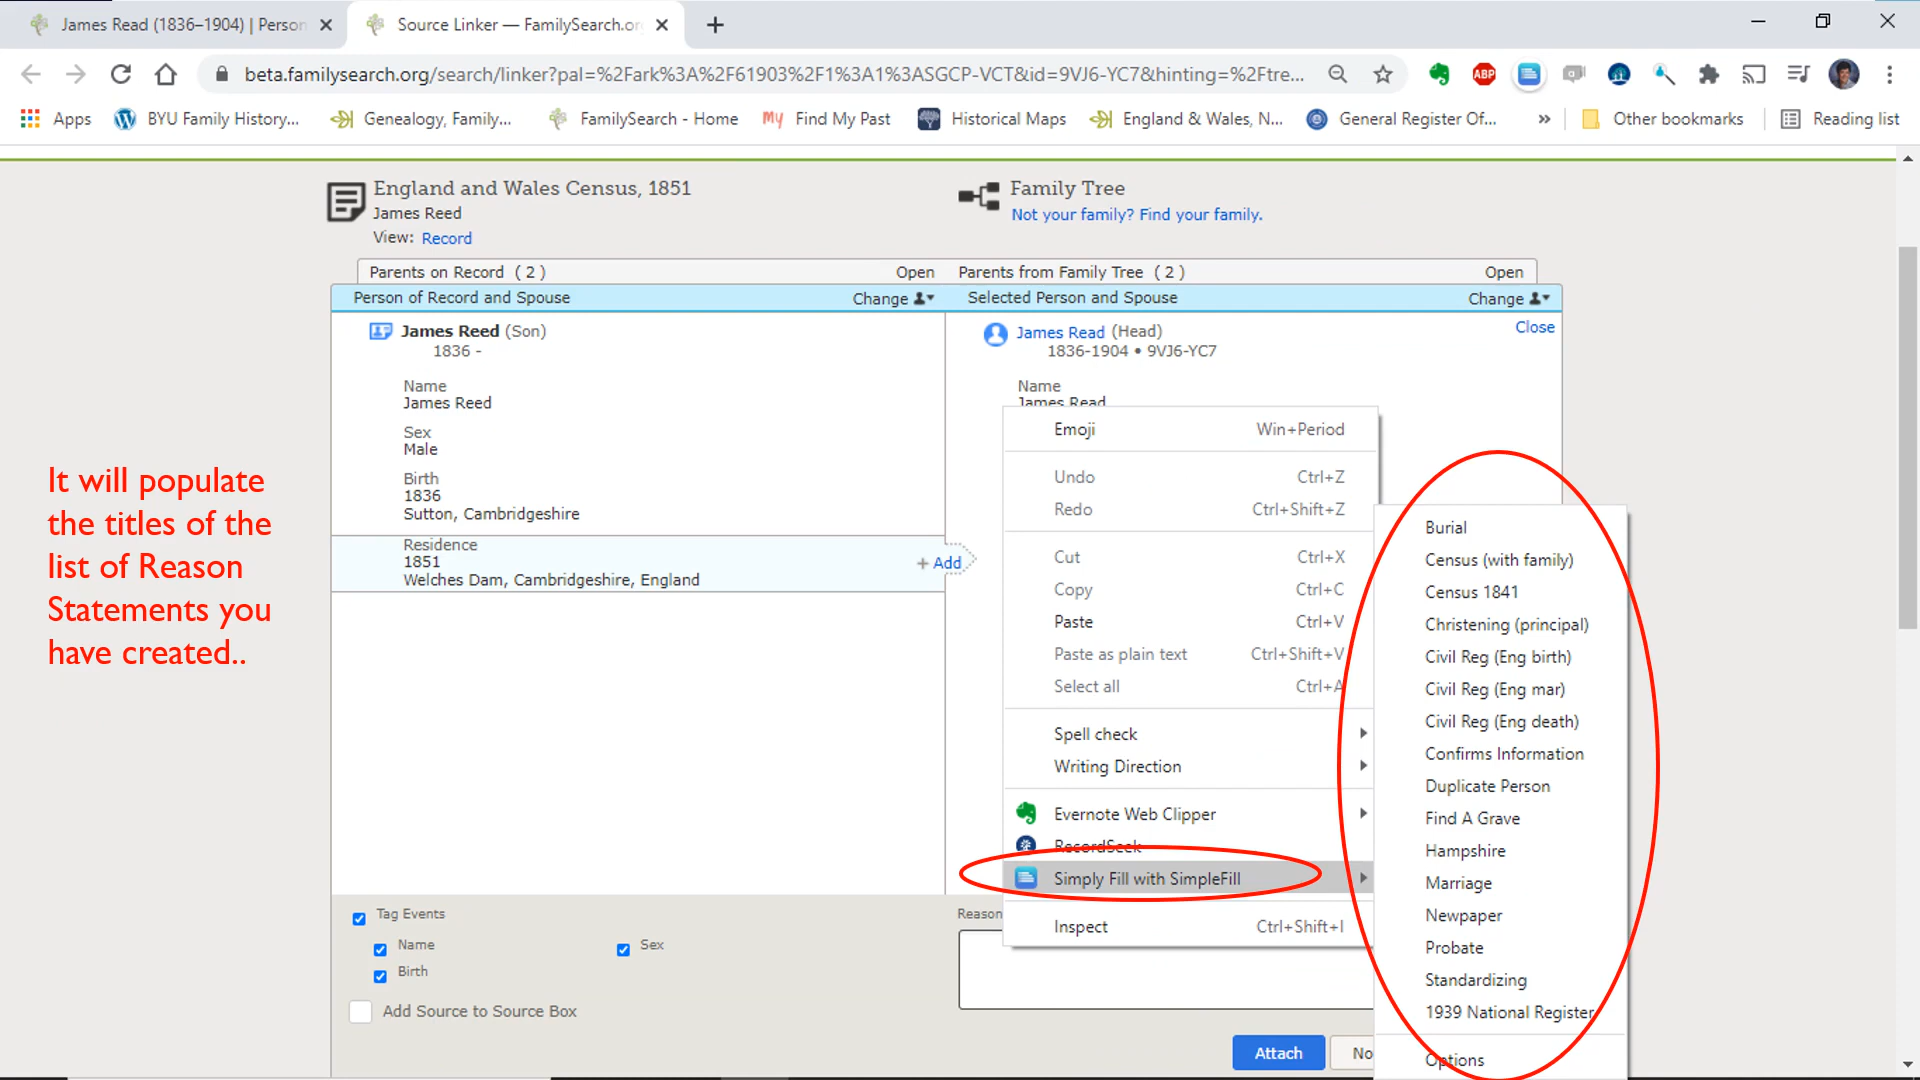 James Read (1836–1904) | Person
Source Linker — FamilySearch.or
beta.familysearch.org/search/linker?pal=%2Fark%3A%2F61903%2F1%3A1%3ASGCP-VCT&id=9VJ6-YC7&hinting=%2Ftre...
ABP
Apps
BYU Family History...
Genealogy, Family...
FamilySearch - Home
My Find My Past
Historical Maps
England & Wales, N...
General Register Of...
»
Other bookmarks
Reading list
England and Wales Census, 1851
James Reed
View: Record
Family Tree
Not your family? Find your family.
Parents on Record ( 2 ) Open
Parents from Family Tree ( 2 ) Open
Person of Record and Spouse Change
Selected Person and Spouse Change
James Reed (Son)
1836 -
Name
James Reed
Sex
Male
Birth
1836
Sutton, Cambridgeshire
Residence
1851
Welches Dam, Cambridgeshire, England
+ Add
James Read (Head)
1836-1904 • 9VJ6-YC7
Close
Name
James Read
It will populate
the titles of the
list of Reason
Statements you
have created..
Emoji Win+Period
Undo Ctrl+Z
Redo Ctrl+Shift+Z
Cut Ctrl+X
Copy Ctrl+C
Paste Ctrl+V
Paste as plain text Ctrl+Shift+V
Select all Ctrl+A
Spell check
Writing Direction
Evernote Web Clipper
RecordSeek
Simply Fill with SimpleFill
Inspect Ctrl+Shift+I
Burial
Census (with family)
Census 1841
Christening (principal)
Civil Reg (Eng birth)
Civil Reg (Eng mar)
Civil Reg (Eng death)
Confirms Information
Duplicate Person
Find A Grave
Hampshire
Marriage
Newpaper
Probate
Standardizing
1939 National Register
Options
Tag Events
Name
Sex
Birth
Add Source to Source Box
Reason
Attach
No